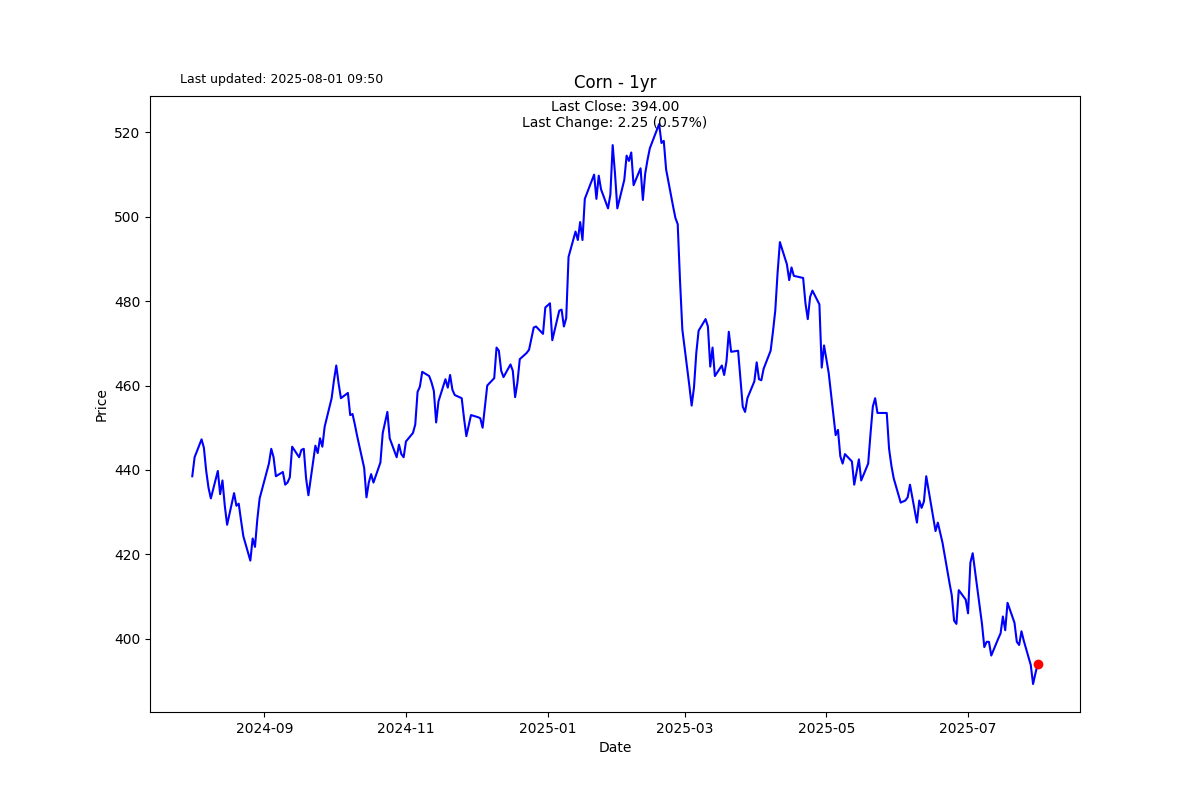 Last updated: 2025-08-01 09:50
Corn - 1yr
Last Close: 394.00
Last Change: 2.25 (0.57%)
520
500
480
460
440
420
400
Price
2024-09
2024-11
2025-01
2025-03
2025-05
2025-07
Date